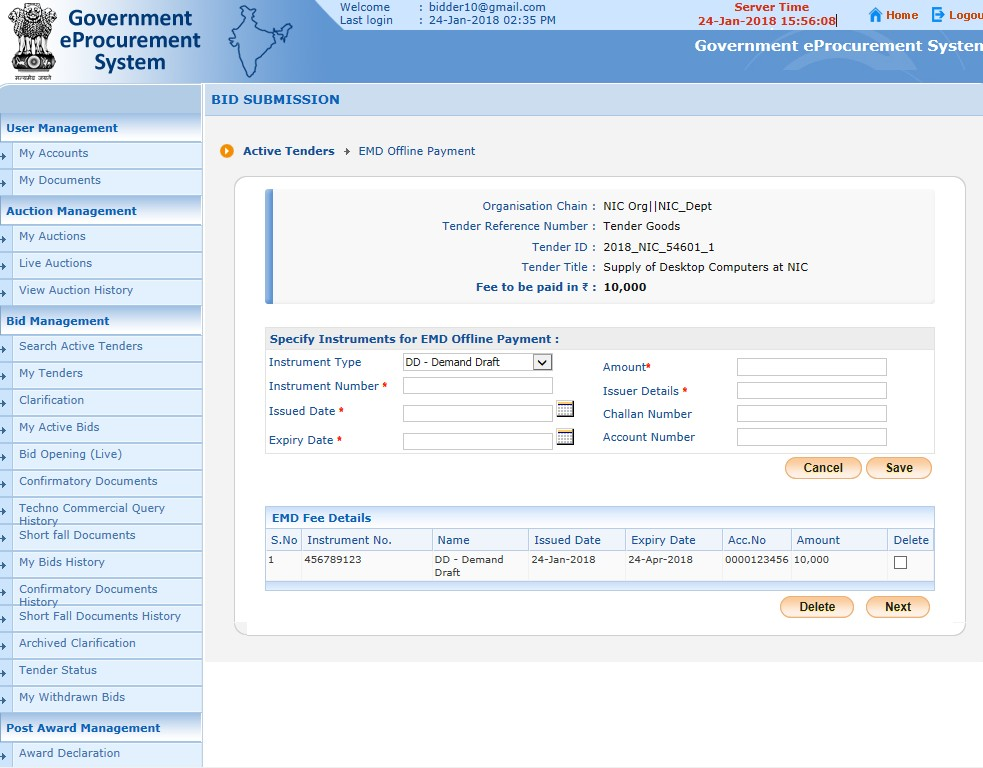 Government
eProcurement
System
सत्यमेव जयते
Welcome : bidder10@gmail.com
Last login : 24-Jan-2018 02:35 PM
Server Time
24-Jan-2018 15:56:08
Home
Logou
Government eProcurement System
BID SUBMISSION
User Management
My Accounts
My Documents
Auction Management
My Auctions
Live Auctions
View Auction History
Bid Management
Search Active Tenders
My Tenders
Clarification
My Active Bids
Bid Opening (Live)
Confirmatory Documents
Techno Commercial Query
History
Short fall Documents
My Bids History
Confirmatory Documents
History
Short Fall Documents History
Archived Clarification
Tender Status
My Withdrawn Bids
Post Award Management
Award Declaration
Active Tenders EMD Offline Payment
Organisation Chain : NIC Org||NIC_Dept
Tender Reference Number : Tender Goods
Tender ID : 2018_NIC_54601_1
Tender Title : Supply of Desktop Computers at NIC
Fee to be paid in ₹ : 10,000
Specify Instruments for EMD Offline Payment :
Instrument Type DD - Demand Draft
Amount*
Instrument Number *
Issuer Details *
Issued Date *
Challan Number
Expiry Date *
Account Number
Cancel Save
EMD Fee Details
S.No Instrument No. Name Issued Date Expiry Date Acc.No Amount Delete
1 456789123 DD - Demand Draft 24-Jan-2018 24-Apr-2018 0000123456 10,000
Delete Next